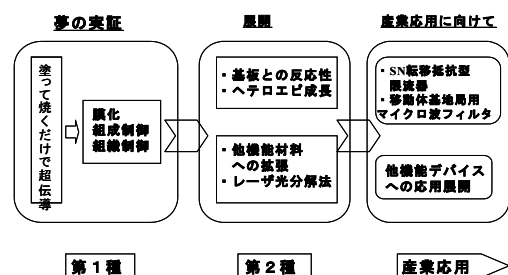 夢の実証
展開
産業応用に向けて
塗って焼くだけで超伝導
膜化
組成制御
組織制御
・基板との反応性
・ヘテロエピ成長
・他機能材料
への拡張
・レーザ光分解法
・SN転移抵抗型
限流器
・移動体基地局用
マイクロ波フィルタ
他機能デバイス
への応用展開
第１種
第２種
産業応用